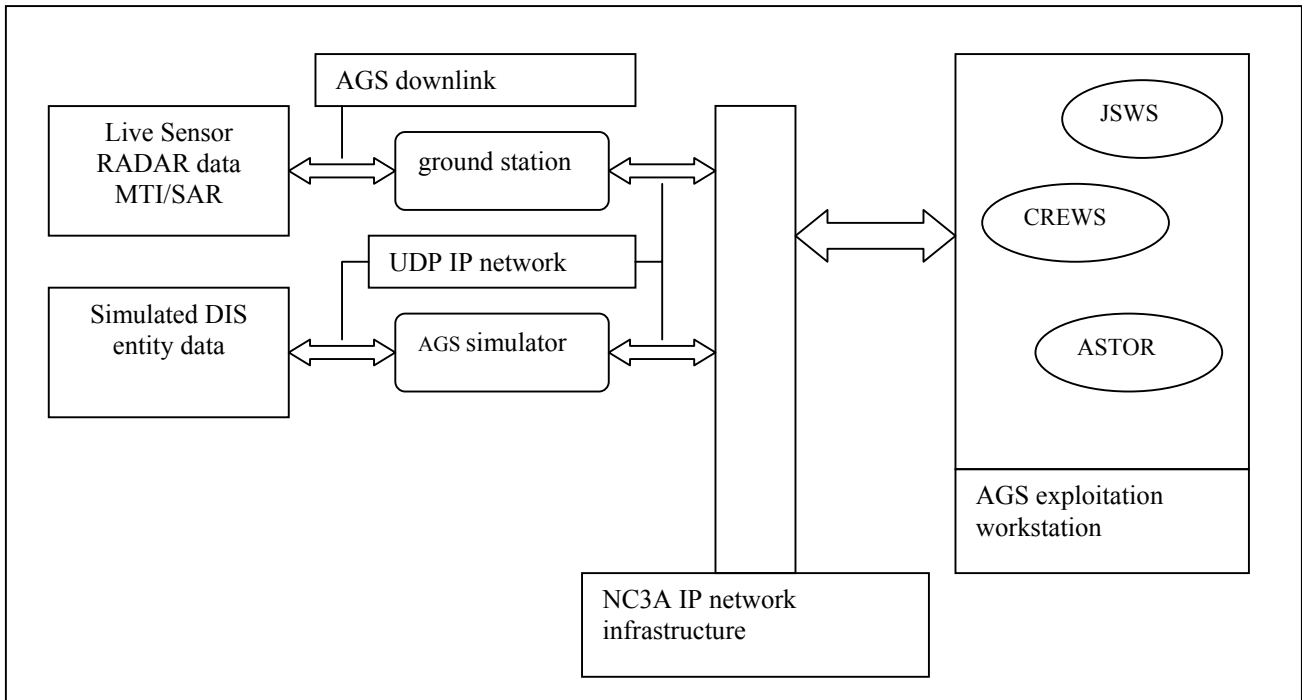 AGS downlink
Live Sensor
RADAR data
MTI/SAR
ground station
UDP IP network
Simulated DIS
entity data
AGS simulator
JSWS
CREWS
ASTOR
AGS exploitation
workstation
NC3A IP network
infrastructure